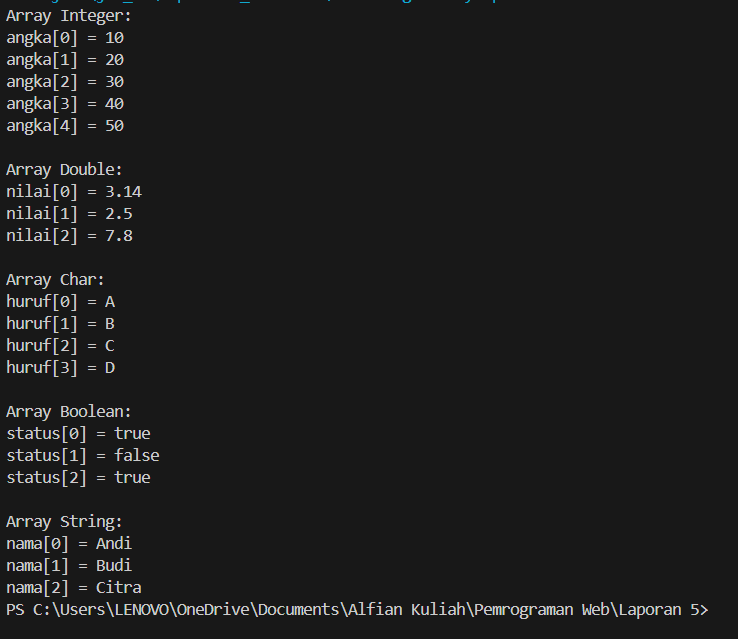 Array Integer:
angka[0] = 10
angka[1] = 20
angka[2] = 30
angka[3] = 40
angka[4] = 50
Array Double:
nilai[0] = 3.14
nilai[1] = 2.5
nilai[2] = 7.8
Array Char:
huruf[0] = A
huruf[1] = B
huruf[2] = C
huruf[3] = D
Array Boolean:
status[0] = true
status[1] = false
status[2] = true
Array String:
nama[0] = Andi
nama[1] = Budi
nama[2] = Citra
PS C:\Users\LENOVO\OneDrive\Documents\Alfian Kuliah\Pemrograman Web\Laporan 5>